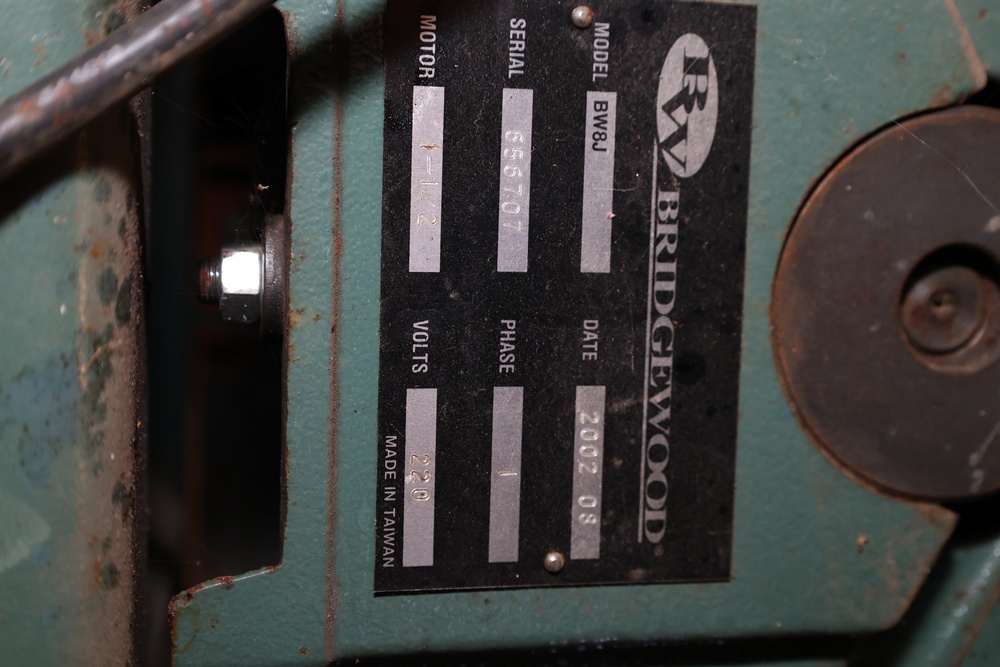 BW BRIDGEWOOD®
MODEL BW8J DATE 2002 08
SERIAL 656707 PHASE 1
MOTOR 1-1/2 VOLTS 220
MADE IN TAIWAN